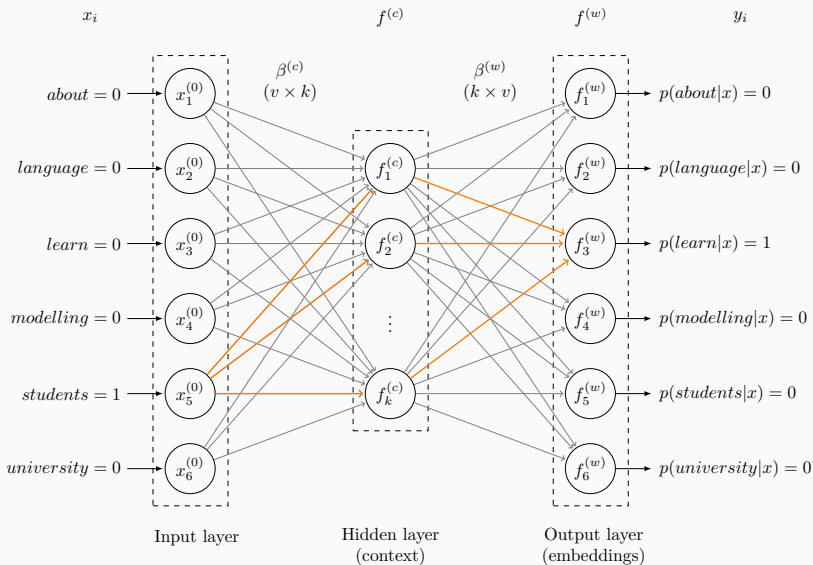 x_i f^{(c)} f^{(w)} y_i
β^{(c)} β^{(w)}
(v × k) (k × v)
about = 0 x_1^{(0)} f_1^{(w)} p(about|x) = 0
language = 0 x_2^{(0)} f_1^{(c)} f_2^{(w)} p(language|x) = 0
learn = 0 x_3^{(0)} f_2^{(c)} f_3^{(w)} p(learn|x) = 1
modelling = 0 x_4^{(0)} ⋮ f_4^{(w)} p(modelling|x) = 0
students = 1 x_5^{(0)} f_k^{(c)} f_5^{(w)} p(students|x) = 0
university = 0 x_6^{(0)} f_6^{(w)} p(university|x) = 0
Input layer Hidden layer Output layer
(context) (embeddings)